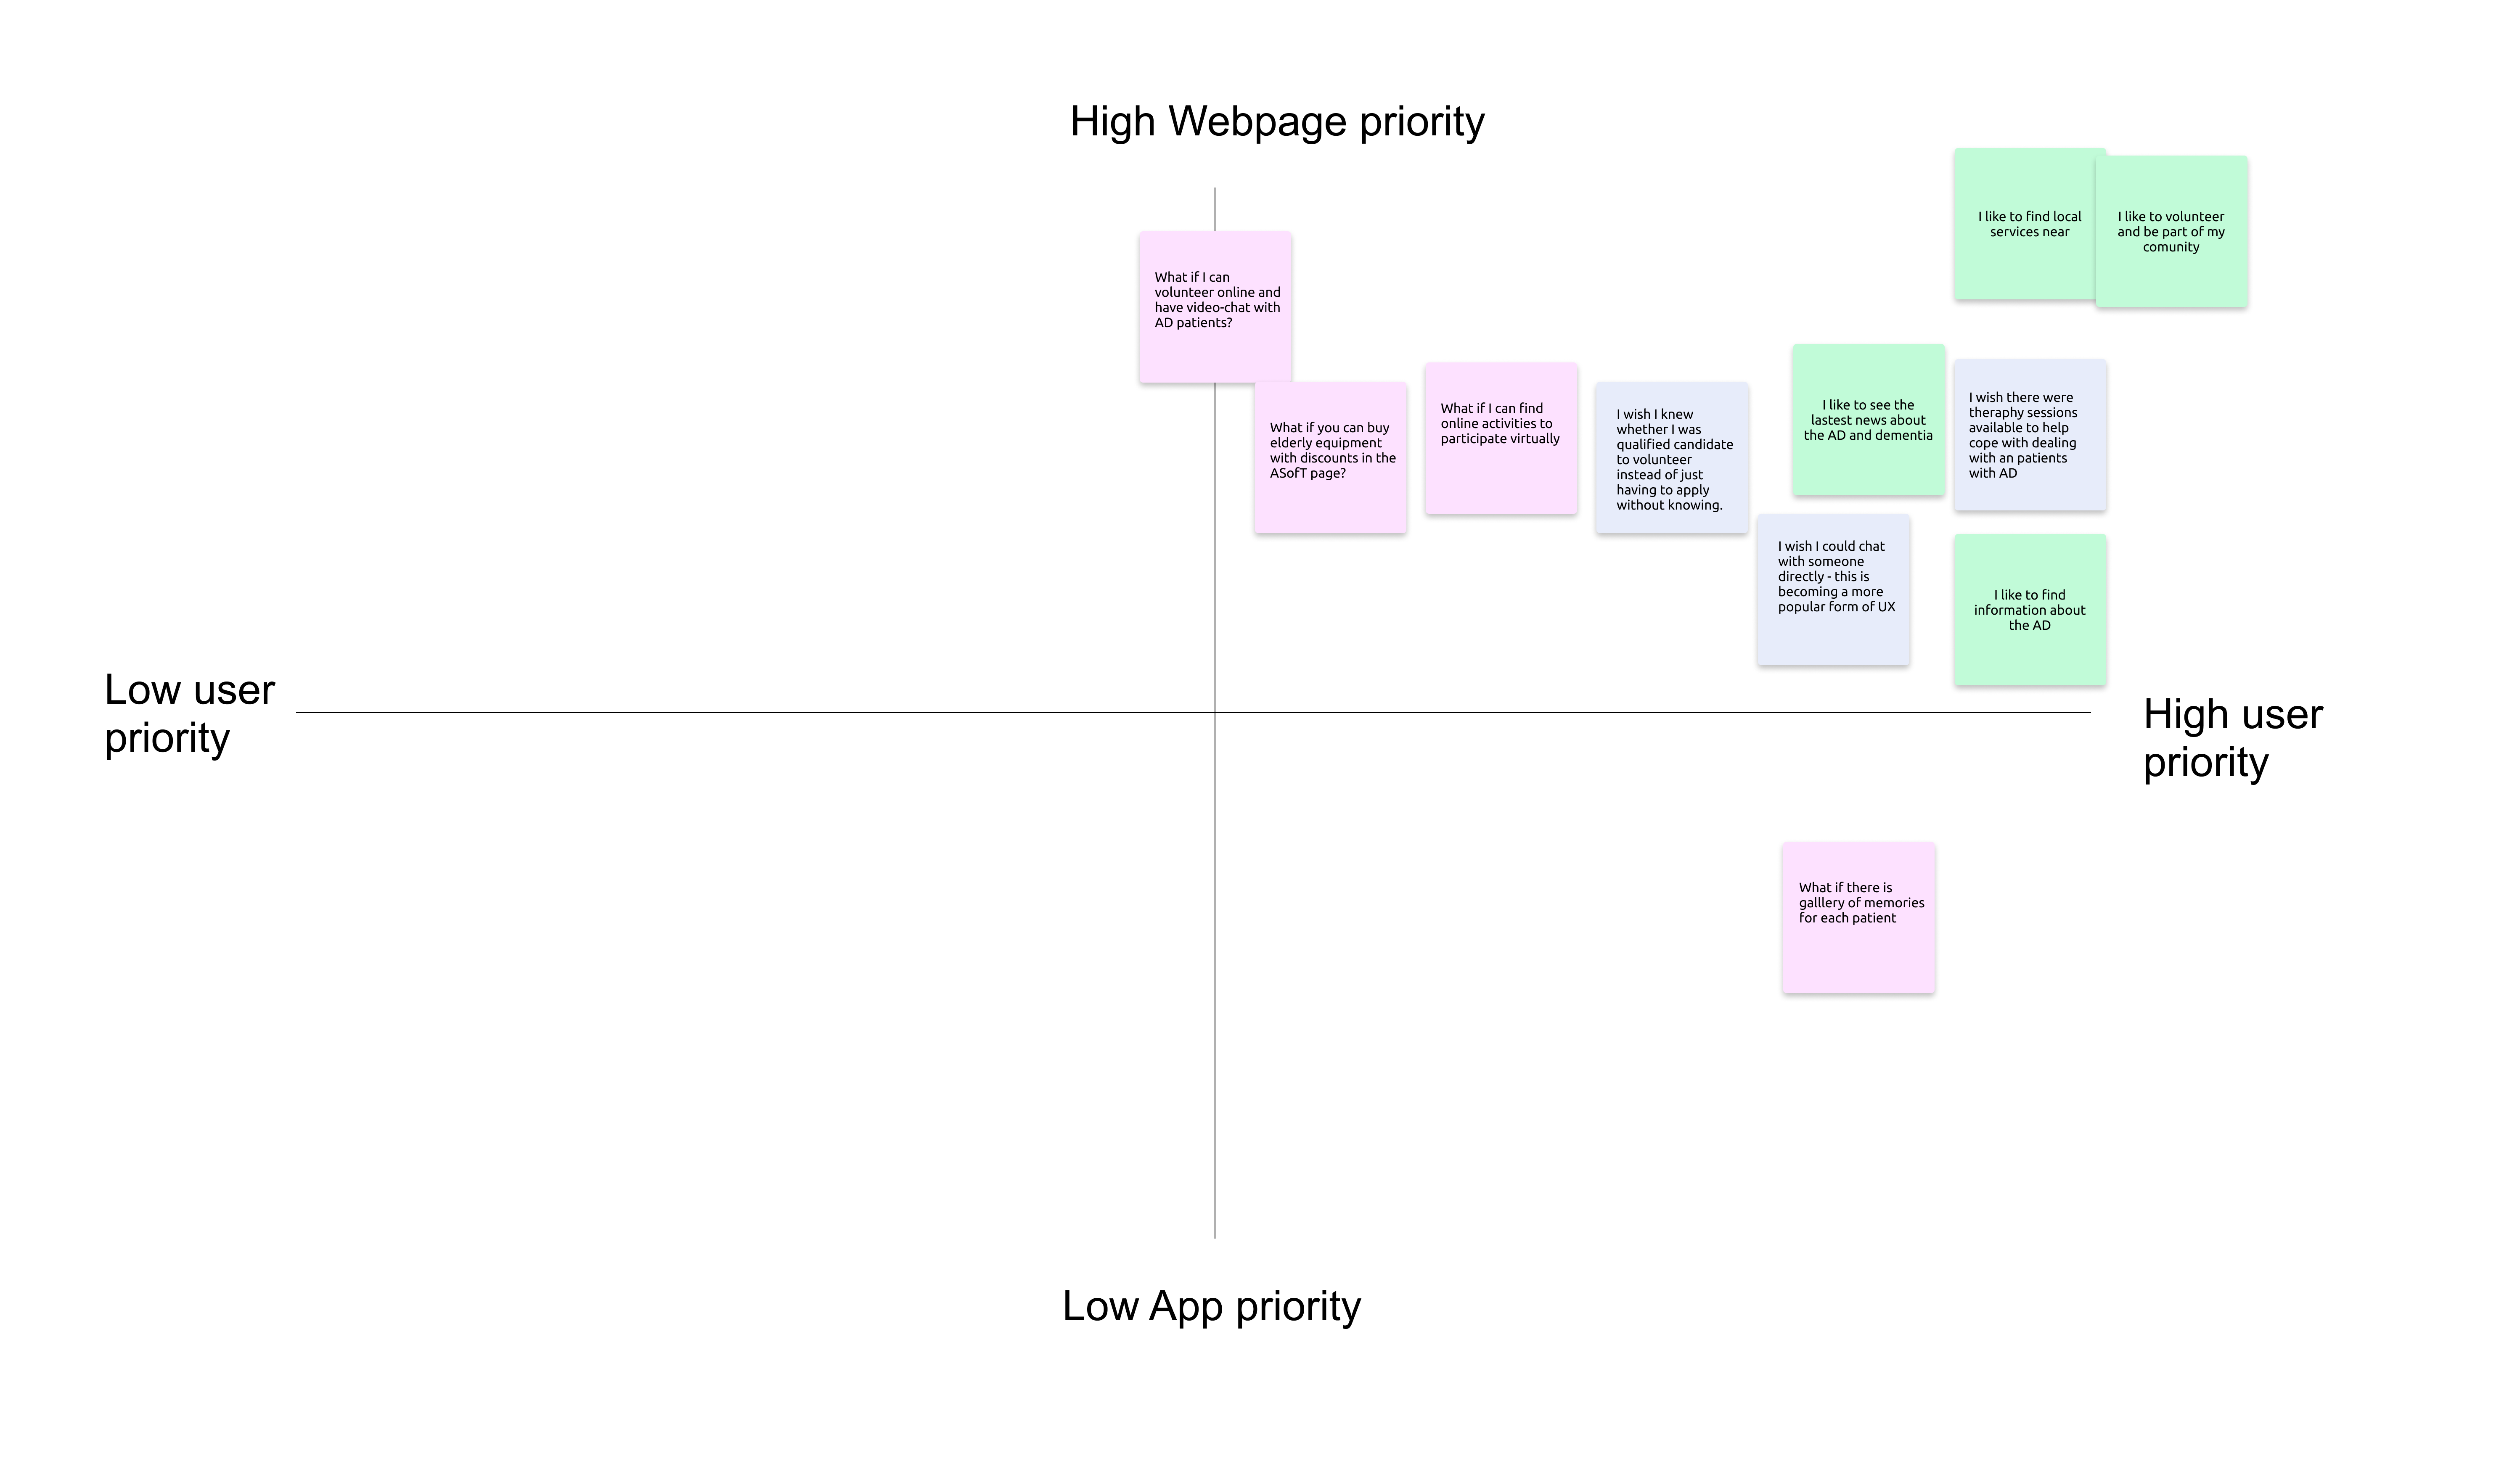 High Webpage priority
I like to find local
services near
I like to volunteer
and be part of my
comunity
What if I can
volunteer online and
have video-chat with
AD patients?
What if you can buy
elderly equipment
with discounts in the
ASofT page?
What if I can find
online activities to
participate virtually
I wish I knew
whether I was
qualified candidate
to volunteer
instead of just
having to apply
without knowing.
I like to see the
lastest news about
the AD and dementia
I wish there were
theraphy sessions
available to help
cope with dealing
with an patients
with AD
I wish I could chat
with someone
directly - this is
becoming a more
popular form of UX
I like to find
information about
the AD
Low user
priority
High user
priority
What if there is
galllery of memories
for each patient
Low App priority